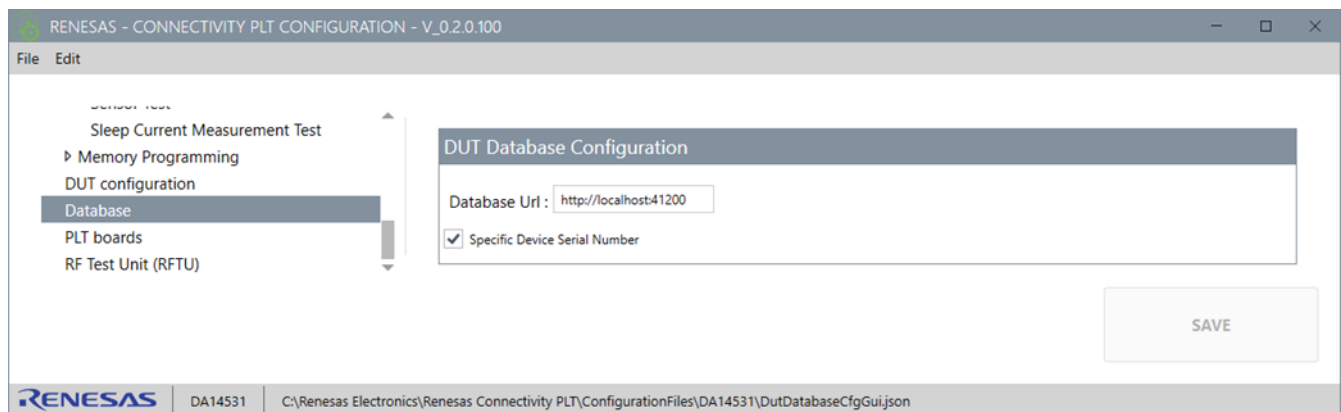 RENESAS - CONNECTIVITY PLT CONFIGURATION - V_0.2.0.100
File Edit
Sensor Test
Sleep Current Measurement Test
Memory Programming
DUT configuration
Database
PLT boards
RF Test Unit (RFTU)
DUT Database Configuration
Database Url : http://localhost:41200
Specific Device Serial Number
SAVE
RENESAS DA14531 C:\Renesas Electronics\Renesas Connectivity PLT\ConfigurationFiles\DA14531\DutDatabaseCfgGui.json